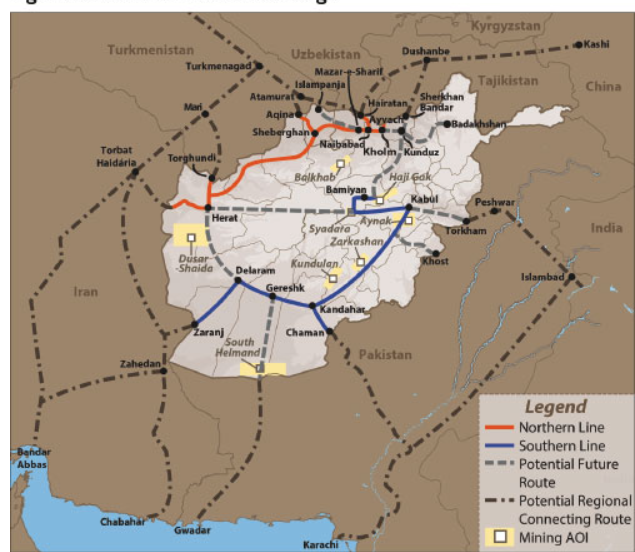 Turkmenistan
Uzbekistan
Kyrgyzstan
Dushanbe
Kashi
Mazar-e-Sharif
Islampanja
Turkmenagad
Tajikistan
China
Atamurat
Hairatan
Sherkhan
Bandar
Aqina
Ayvach
Mari
Badakhshan
Sheberghan
Naibabad
Kholm
Kunduz
Torbat
Haidaria
Torghundi
Balkhab
Haji Gak
Bamiyan
Kabul
Peshwar
Herat
Syadara
Aynak
Torkham
India
Zarkashan
Dusar-
Shaida
Kundulan
Khost
Delaram
Islambad
Iran
Gereshk
Kandahar
Zaranj
South
Helmand
Chaman
Pakistan
Zahedan
Bandar
Abbas
Chabahar
Gwadar
Karachi
Legend
Northern Line
Southern Line
Potential Future
Route
Potential Regional
Connecting Route
Mining AOI